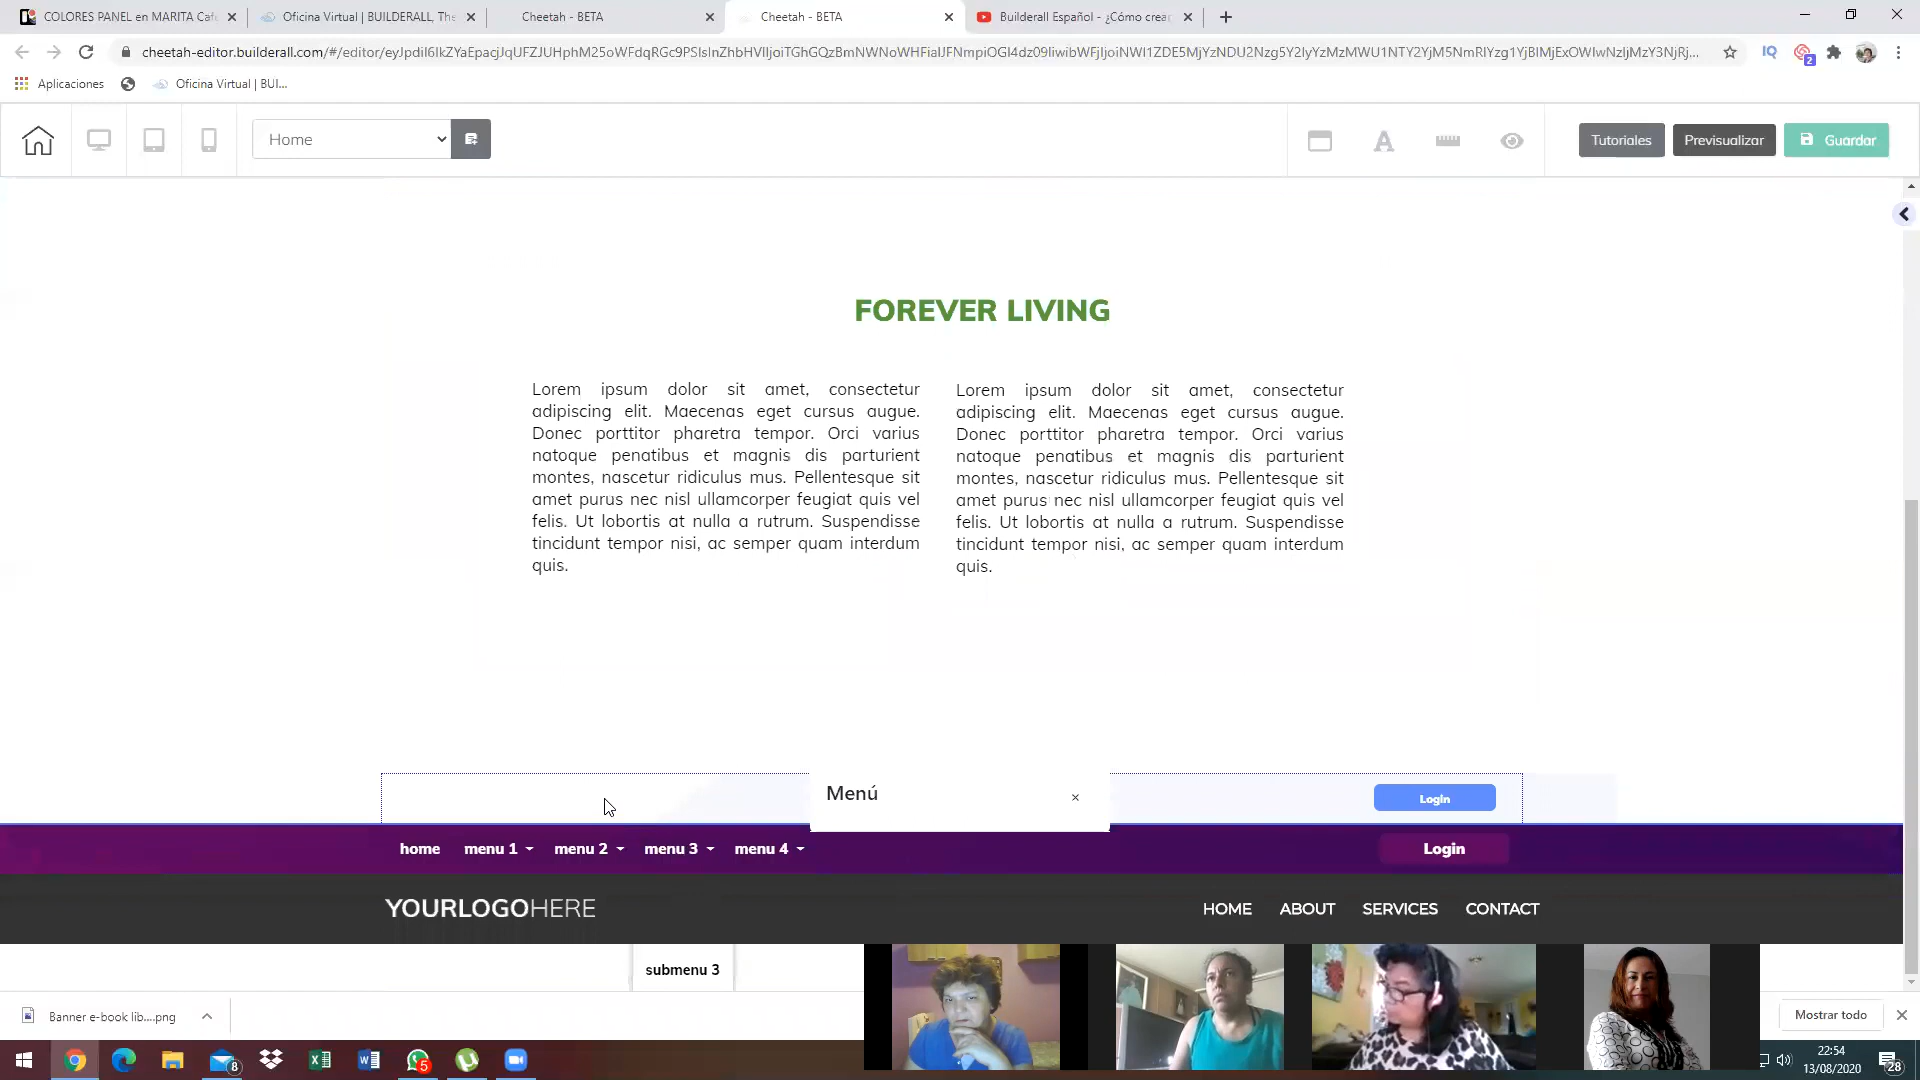 COLORES PANEL en MARITA Cafe
Oficina Virtual | BUILDERALL, The
Cheetah - BETA
Cheetah - BETA
Builderall Español - ¿Cómo crear
Aplicaciones
Oficina Virtual | BUI...
2
Home
Tutoriales
Previsualizar
Guardar
FOREVER LIVING
Lorem ipsum dolor sit amet, consectetur
adipiscing elit. Maecenas eget cursus augue.
Donec porttitor pharetra tempor. Orci varius
natoque penatibus et magnis dis parturient
montes, nascetur ridiculus mus. Pellentesque sit
amet purus nec nisl ullamcorper feugiat quis vel
felis. Ut lobortis at nulla a rutrum. Suspendisse
tincidunt tempor nisi, ac semper quam interdum
quis.
Lorem ipsum dolor sit amet, consectetur
adipiscing elit. Maecenas eget cursus augue.
Donec porttitor pharetra tempor. Orci varius
natoque penatibus et magnis dis parturient
montes, nascetur ridiculus mus. Pellentesque sit
amet purus nec nisl ullamcorper feugiat quis vel
felis. Ut lobortis at nulla a rutrum. Suspendisse
tincidunt tempor nisi, ac semper quam interdum
quis.
Menú
Login
home menu 1 menu 2 menu 3 menu 4 Login
YOURLOGOHERE
HOME ABOUT SERVICES CONTACT
submenu 3
Banner e-book lib....png
Mostrar todo
8
5
22:54
13/08/2020
28